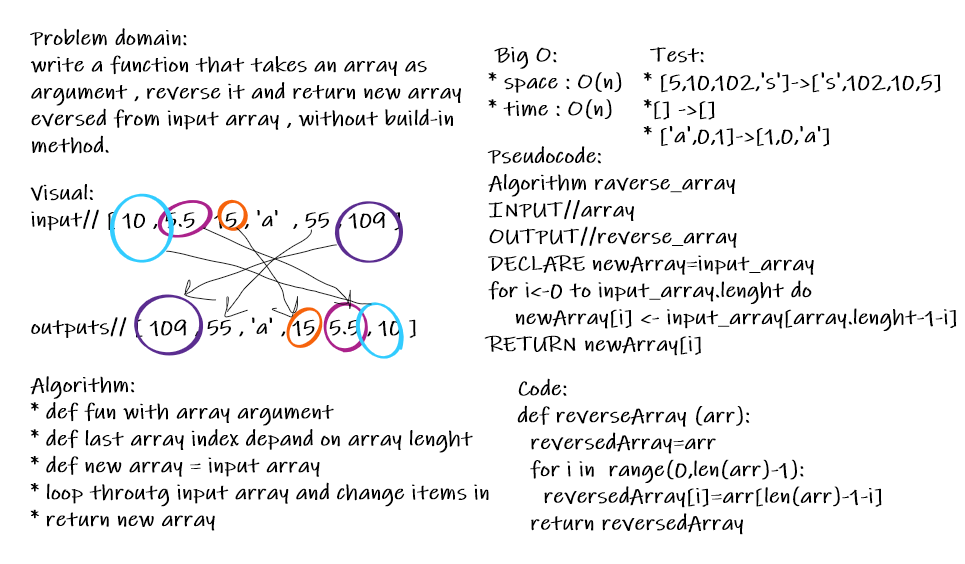 Problem domain:
write a function that takes an array as
argument , reverse it and return new array
eversed from input array , without build-in
method.
Visual:
input// [ 10 , 5.5 , 15 , 'a' , 55 , 109 ]
outputs// [ 109 , 55 , 'a' , 15 , 5.5 , 10 ]
Algorithm:
* def fun with array argument
* def last array index depand on array lenght
* def new array = input array
* loop throutg input array and change items in
* return new array
Big O:
* space : O(n)
* time : O(n)
Test:
* [5,10,102,'s']->['s',102,10,5]
*[] ->[]
* ['a',0,1]->[1,0,'a']
Pseudocode:
Algorithm raverse_array
INPUT//array
OUTPUT//reverse_array
DECLARE newArray=input_array
for i<-0 to input_array.lenght do
newArray[i] <- input_array[array.lenght-1-i]
RETURN newArray[i]
Code:
def reverseArray (arr):
reversedArray=arr
for i in range(0,len(arr)-1):
reversedArray[i]=arr[len(arr)-1-i]
return reversedArray